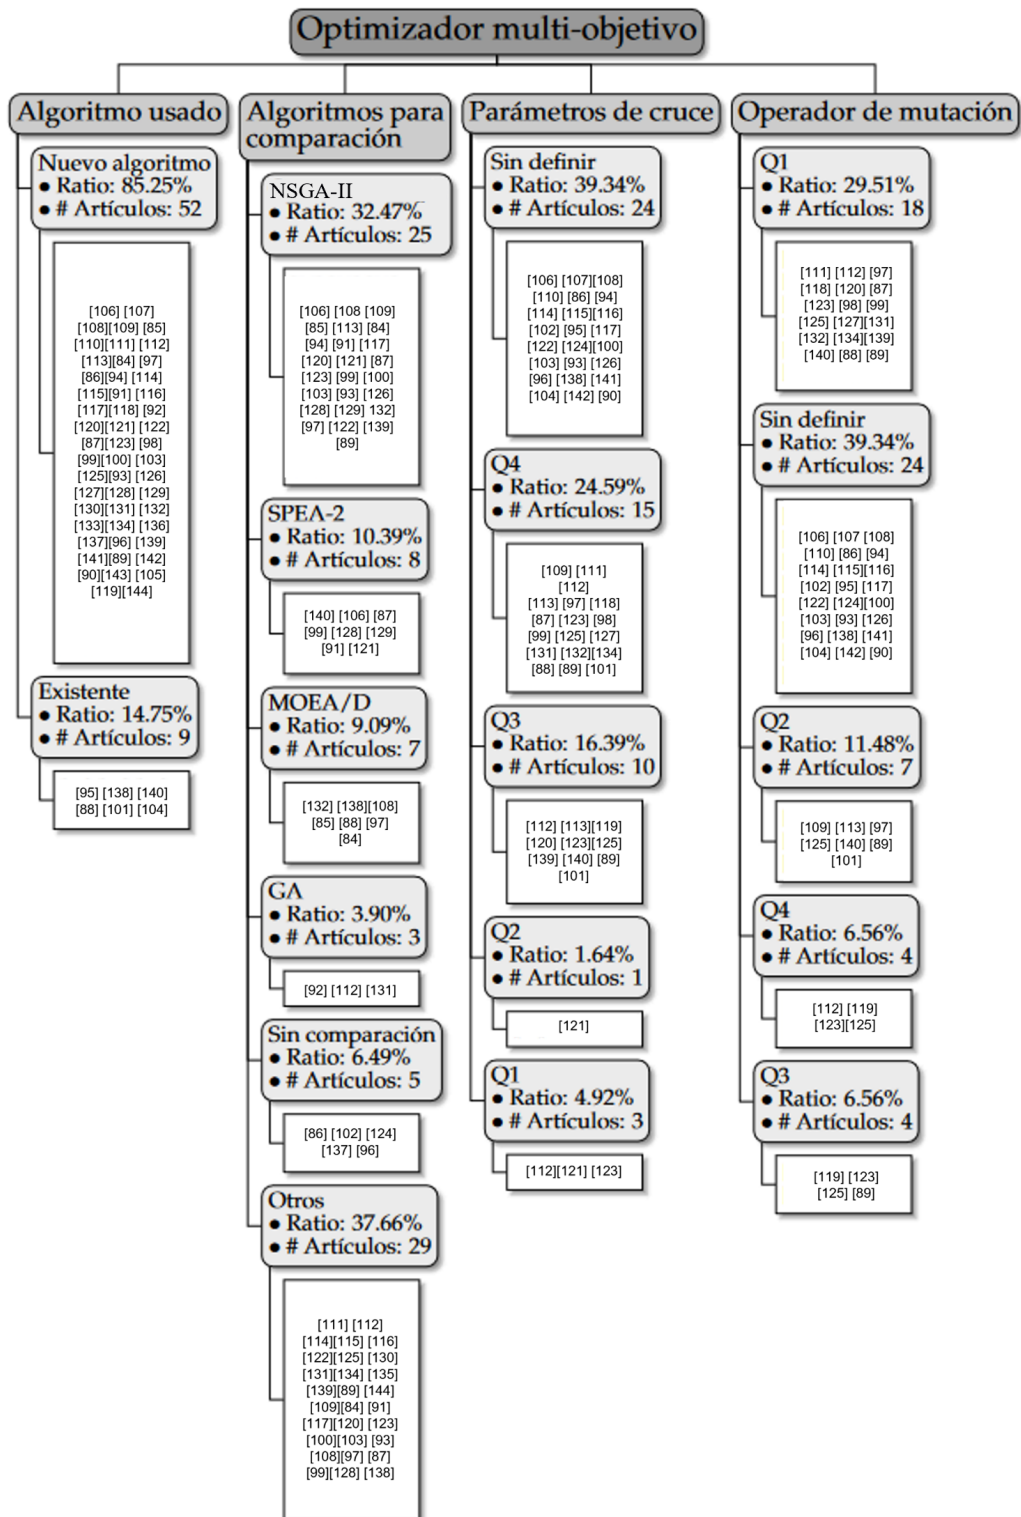 Optimizador multi-objetivo
Algoritmo usado
Nuevo algoritmo
• Ratio: 85.25%
• # Artículos: 52
[106] [107]
[108][109] [85]
[110][111] [112]
[113][84] [97]
[86][94] [114]
[115][91] [116]
[117][118] [92]
[120][121] [122]
[87][123] [98]
[99][100] [103]
[125][93] [126]
[127][128] [129]
[130][131] [132]
[133][134] [136]
[137][96] [139]
[141][89] [142]
[90][143] [105]
[119][144]
Existente
• Ratio: 14.75%
• # Artículos: 9
[95] [138] [140]
[88] [101] [104]
Algoritmos para
comparación
NSGA-II
• Ratio: 32.47%
• # Artículos: 25
[106] [108 [109]
[85] [113] [84]
[94] [91] [117]
[120] [121] [87]
[123] [99] [100]
[103] [93] [126]
[128] [129] 132]
[97] [122] [139]
[89]
SPEA-2
• Ratio: 10.39%
• # Artículos: 8
[140] [106] [87]
[99] [128] [129]
[91] [121]
MOEA/D
• Ratio: 9.09%
• # Artículos: 7
[132] [138][108]
[85] [88] [97]
[84]
GA
• Ratio: 3.90%
• # Artículos: 3
[92] [112] [131]
Sin comparación
• Ratio: 6.49%
• # Artículos: 5
[86] [102] [124]
[137] [96]
Otros
• Ratio: 37.66%
• # Artículos: 29
[111] [112]
[114][115] [116]
[122][125] [130]
[131][134] [135]
[139][89] [144]
[109][84] [91]
[117][120] [123]
[100][103] [93]
[108][97] [87]
[99][128] [138]
Parámetros de cruce
Sin definir
• Ratio: 39.34%
• # Artículos: 24
[106] [107][108]
[110] [86] [94]
[114] [115][116]
[102] [95] [117]
[122] [124][100]
[103] [93] [126]
[96] [138] [141]
[104] [142] [90]
Q4
• Ratio: 24.59%
• # Artículos: 15
[109] [111]
[112]
[113] [97] [118]
[87] [123] [98]
[99] [125] [127]
[131] [132][134]
[88] [89] [101]
Q3
• Ratio: 16.39%
• # Artículos: 10
[112] [113][119]
[120] [123][125]
[139] [140] [89]
[101]
Q2
• Ratio: 1.64%
• # Artículos: 1
[121]
Q1
• Ratio: 4.92%
• # Artículos: 3
[112][121] [123]
Operador de mutación
Q1
• Ratio: 29.51%
• # Artículos: 18
[111] [112] [97]
[118] [120] [87]
[123] [98] [99]
[125] [127][131]
[132] [134][139]
[140] [88] [89]
Sin definir
• Ratio: 39.34%
• # Artículos: 24
[106] [107 [108]
[110] [86] [94]
[114] [115][116]
[102] [95] [117]
[122] [124][100]
[103] [93] [126]
[96] [138] [141]
[104] [142] [90]
Q2
• Ratio: 11.48%
• # Artículos: 7
[109] [113] [97]
[125] [140] [89]
[101]
Q4
• Ratio: 6.56%
• # Artículos: 4
[112] [119]
[123][125]
Q3
• Ratio: 6.56%
• # Artículos: 4
[119] [123]
[125] [89]